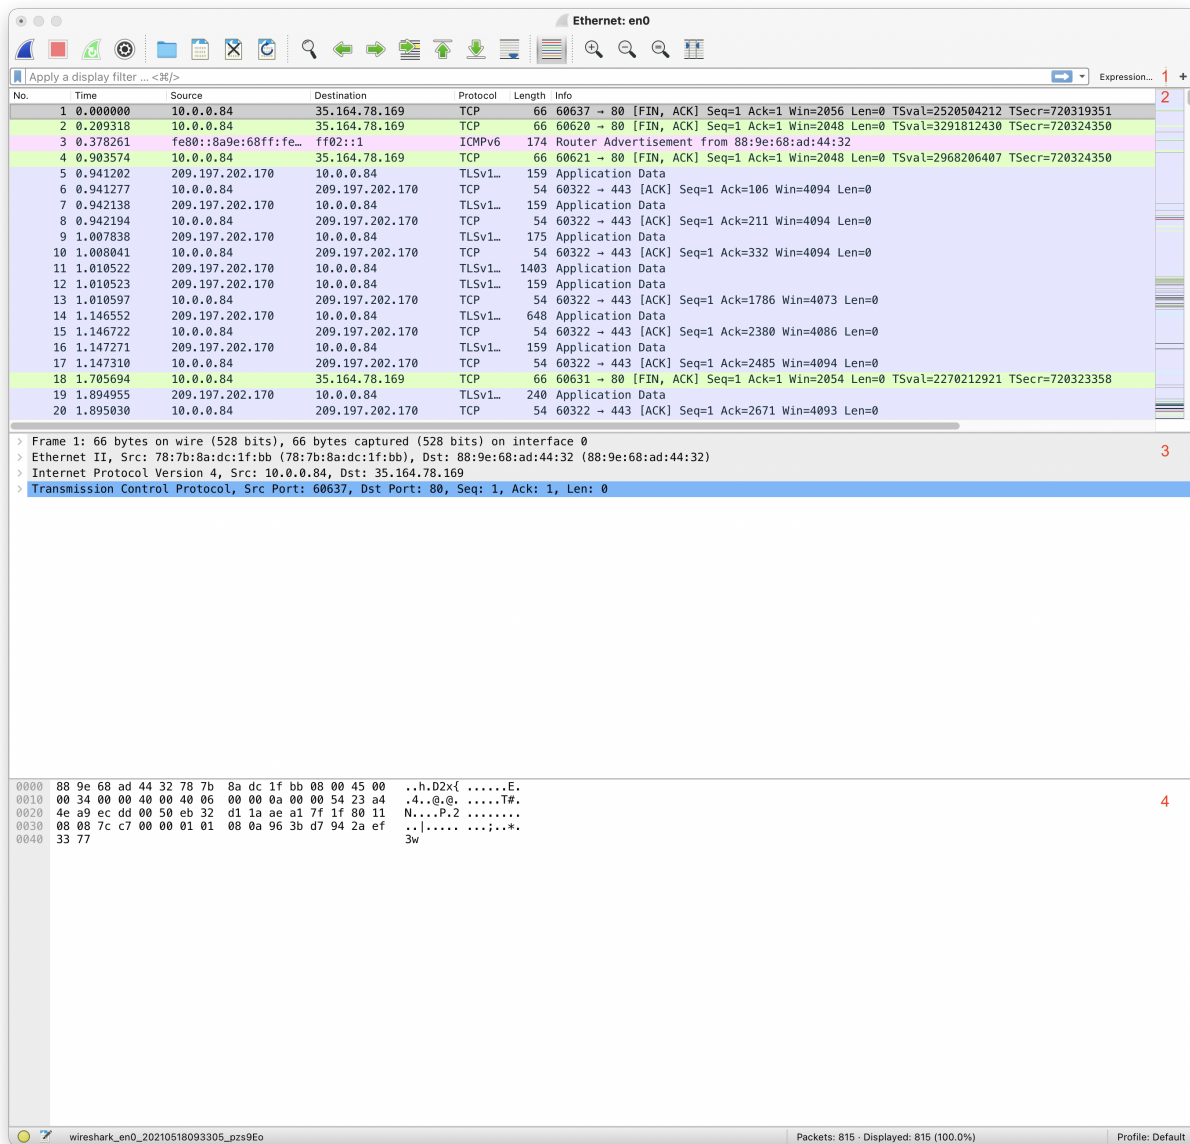 Ethernet: en0
Apply a display filter ... <⌘/>
Expression... 1 +
No. Time Source Destination Protocol Length Info 2
1 0.000000 10.0.0.84 35.164.78.169 TCP 66 60637 → 80 [FIN, ACK] Seq=1 Ack=1 Win=2056 Len=0 TSval=2520504212 TSecr=720319351
2 0.209318 10.0.0.84 35.164.78.169 TCP 66 60620 → 80 [FIN, ACK] Seq=1 Ack=1 Win=2048 Len=0 TSval=3291812430 TSecr=720324350
3 0.378261 fe80::8a9e:68ff:fe… ff02::1 ICMPv6 174 Router Advertisement from 88:9e:68:ad:44:32
4 0.903574 10.0.0.84 35.164.78.169 TCP 66 60621 → 80 [FIN, ACK] Seq=1 Ack=1 Win=2048 Len=0 TSval=2968206407 TSecr=720324350
5 0.941202 209.197.202.170 10.0.0.84 TLSv1… 159 Application Data
6 0.941277 10.0.0.84 209.197.202.170 TCP 54 60322 → 443 [ACK] Seq=1 Ack=106 Win=4094 Len=0
7 0.942138 209.197.202.170 10.0.0.84 TLSv1… 159 Application Data
8 0.942194 10.0.0.84 209.197.202.170 TCP 54 60322 → 443 [ACK] Seq=1 Ack=211 Win=4094 Len=0
9 1.007838 209.197.202.170 10.0.0.84 TLSv1… 175 Application Data
10 1.008041 10.0.0.84 209.197.202.170 TCP 54 60322 → 443 [ACK] Seq=1 Ack=332 Win=4094 Len=0
11 1.010522 209.197.202.170 10.0.0.84 TLSv1… 1403 Application Data
12 1.010523 209.197.202.170 10.0.0.84 TLSv1… 159 Application Data
13 1.010597 10.0.0.84 209.197.202.170 TCP 54 60322 → 443 [ACK] Seq=1 Ack=1786 Win=4073 Len=0
14 1.146552 209.197.202.170 10.0.0.84 TLSv1… 648 Application Data
15 1.146722 10.0.0.84 209.197.202.170 TCP 54 60322 → 443 [ACK] Seq=1 Ack=2380 Win=4086 Len=0
16 1.147271 209.197.202.170 10.0.0.84 TLSv1… 159 Application Data
17 1.147310 10.0.0.84 209.197.202.170 TCP 54 60322 → 443 [ACK] Seq=1 Ack=2485 Win=4094 Len=0
18 1.705694 10.0.0.84 35.164.78.169 TCP 66 60631 → 80 [FIN, ACK] Seq=1 Ack=1 Win=2054 Len=0 TSval=2270212921 TSecr=720323358
19 1.894955 209.197.202.170 10.0.0.84 TLSv1… 240 Application Data
20 1.895030 10.0.0.84 209.197.202.170 TCP 54 60322 → 443 [ACK] Seq=1 Ack=2671 Win=4093 Len=0
Frame 1: 66 bytes on wire (528 bits), 66 bytes captured (528 bits) on interface 0
3
Ethernet II, Src: 78:7b:8a:dc:1f:bb (78:7b:8a:dc:1f:bb), Dst: 88:9e:68:ad:44:32 (88:9e:68:ad:44:32)
Internet Protocol Version 4, Src: 10.0.0.84, Dst: 35.164.78.169
Transmission Control Protocol, Src Port: 60637, Dst Port: 80, Seq: 1, Ack: 1, Len: 0
0000 88 9e 68 ad 44 32 78 7b 8a dc 1f bb 08 00 45 00 ..h.D2x{ ......E.
0010 00 34 00 00 40 00 40 06 00 00 0a 00 00 54 23 a4 .4..@.@. .....T#.
4
0020 4e a9 ec dd 00 50 eb 32 d1 1a ae a1 7f 1f 80 11 N....P.2 ........
0030 08 08 7c c7 00 00 01 01 08 0a 96 3b d7 94 2a ef ..|..... ...;..*.
0040 33 77 3w
wireshark_en0_20210518093305_pzs9Eo
Packets: 815 · Displayed: 815 (100.0%)
Profile: Default